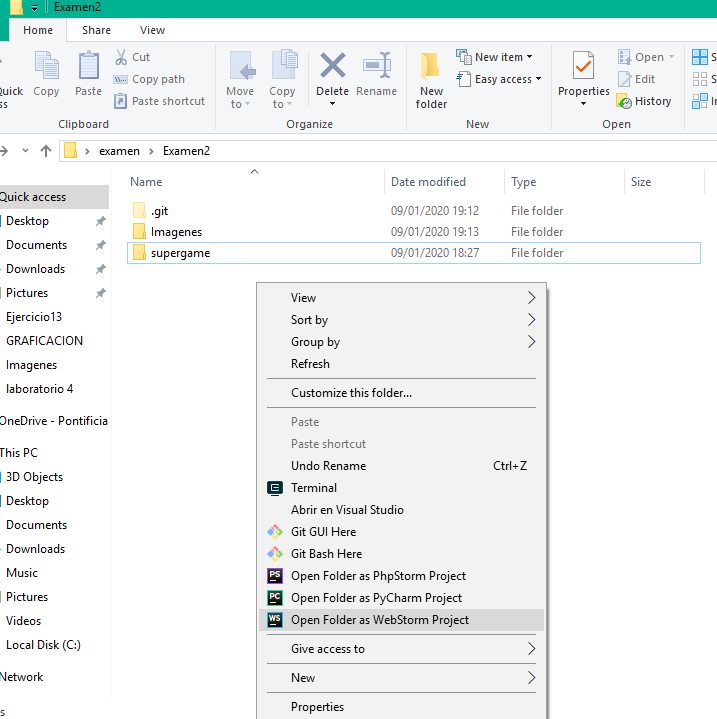 Examen2
Home Share View
Quick
ss
Copy
Paste
Cut
Copy path
Paste shortcut
Clipboard
Move to
Copy to
Delete
Rename
Organize
New folder
New item
Easy access
New
Properties
Open
Edit
History
Open
examen Examen2
Name Date modified Type Size
.git 09/01/2020 19:12 File folder
Imagenes 09/01/2020 19:13 File folder
supergame 09/01/2020 18:27 File folder
Quick access
Desktop
Documents
Downloads
Pictures
Ejercicio13
GRAFICACION
Imagenes
laboratorio 4
OneDrive - Pontificia
This PC
3D Objects
Desktop
Documents
Downloads
Music
Pictures
Videos
Local Disk (C:)
Network
s
View
Sort by
Group by
Refresh
Customize this folder...
Paste
Paste shortcut
Undo Rename Ctrl+Z
Terminal
Abrir en Visual Studio
Git GUI Here
Git Bash Here
PS Open Folder as PhpStorm Project
PC Open Folder as PyCharm Project
WS Open Folder as WebStorm Project
Give access to
New
Properties